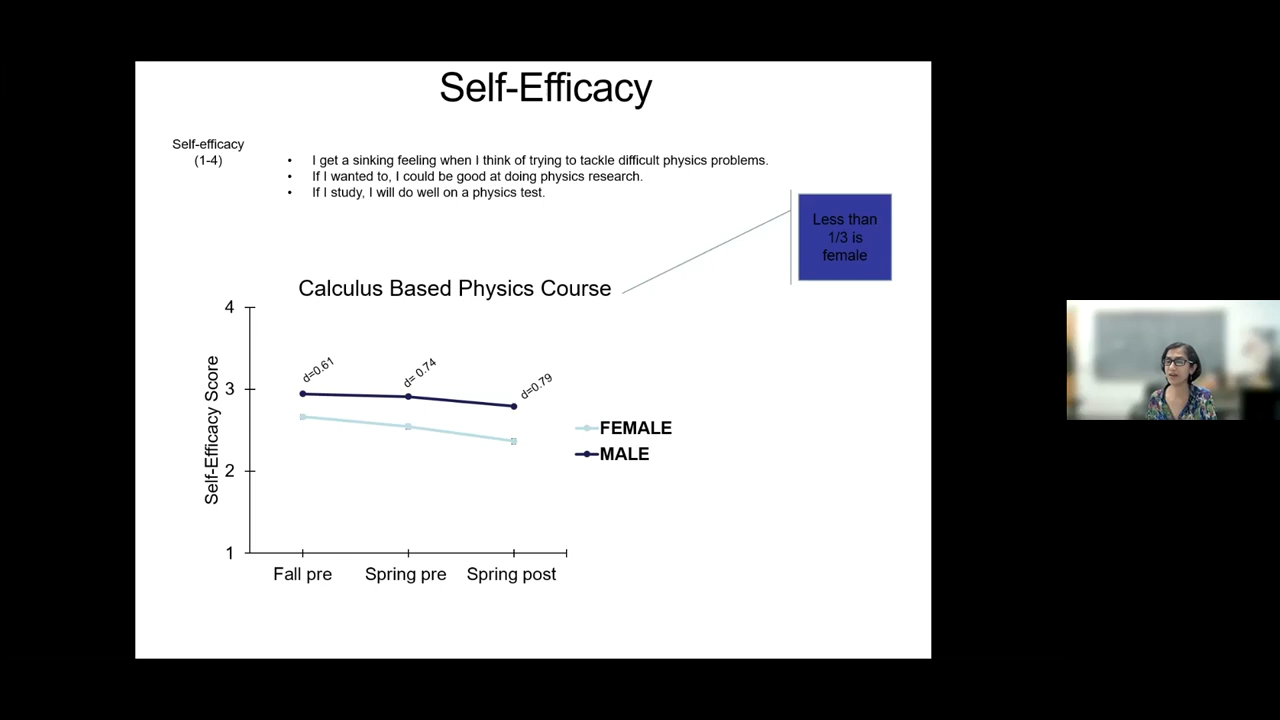 Self-Efficacy
Self-efficacy
(1-4)
• I get a sinking feeling when I think of trying to tackle difficult physics problems.
• If I wanted to, I could be good at doing physics research.
• If I study, I will do well on a physics test.
Less than
1/3 is
female
Calculus Based Physics Course
Self-Efficacy Score
4
3
2
1
d=0.61
d= 0.74
d=0.79
FEMALE
MALE
Fall pre
Spring pre
Spring post